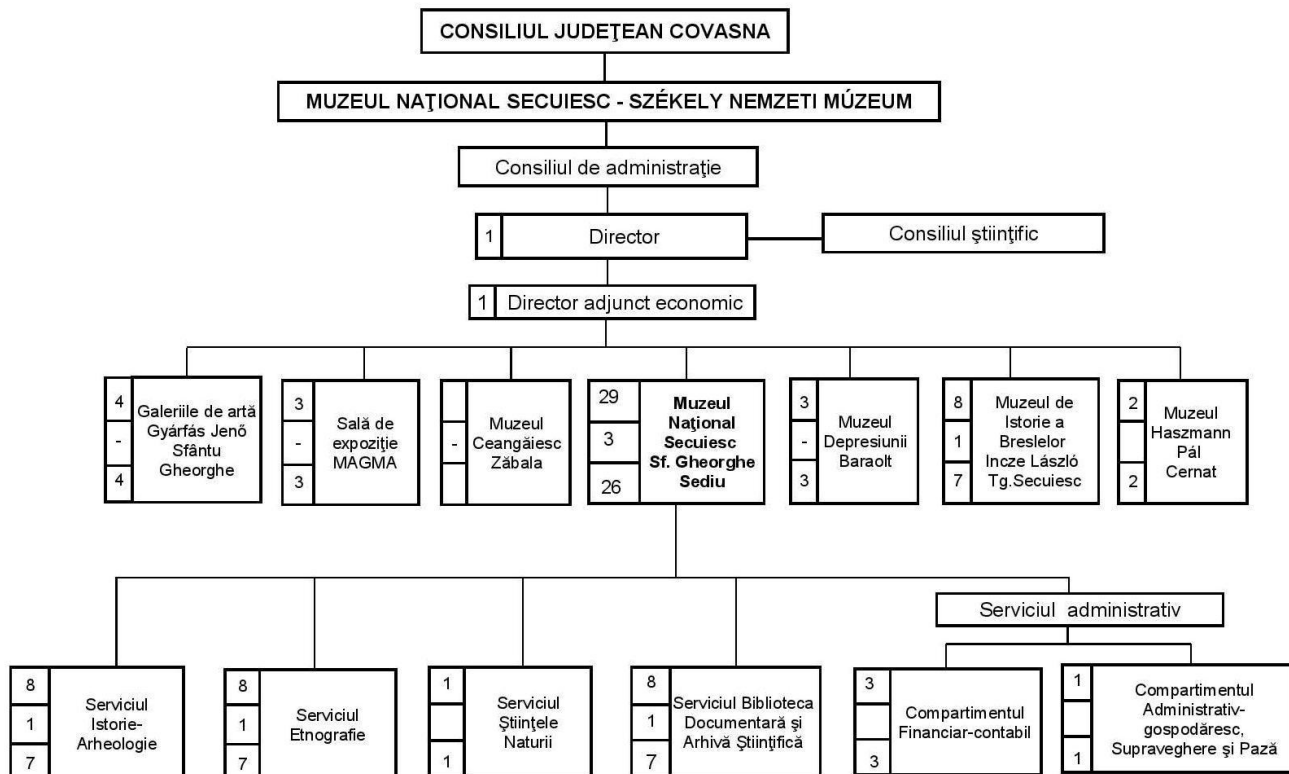 CONSILIUL JUDEŢEAN COVASNA
MUZEUL NAŢIONAL SECUIESC - SZÉKELY NEMZETI MÚZEUM
Consiliul de administraţie
1
Director
Consiliul ştiinţific
1
Director adjunct economic
4
-
4
Galeriile de artă
Gyárfás Jenő
Sfântu
Gheorghe
3
-
3
Sală de
expoziţie
MAGMA
-
Muzeul
Ceangăiesc
Zăbala
29
3
26
Muzeul
Naţional
Secuiesc
Sf. Gheorghe
Sediu
3
-
3
Muzeul
Depresiunii
Baraolt
8
1
7
Muzeul de
Istorie a
Breslelor
Incze László
Tg.Secuiesc
2
2
Muzeul
Haszmann
Pál
Cernat
Serviciul administrativ
8
1
7
Serviciul
Istorie-
Arheologie
8
1
7
Serviciul
Etnografie
1
1
Serviciul
Ştiinţele
Naturii
8
1
7
Serviciul Biblioteca
Documentară şi
Arhivă Ştiinţifică
3
3
Compartimentul
Financiar-contabil
1
1
Compartimentul
Administrativ-
gospodăresc,
Supraveghere şi Pază